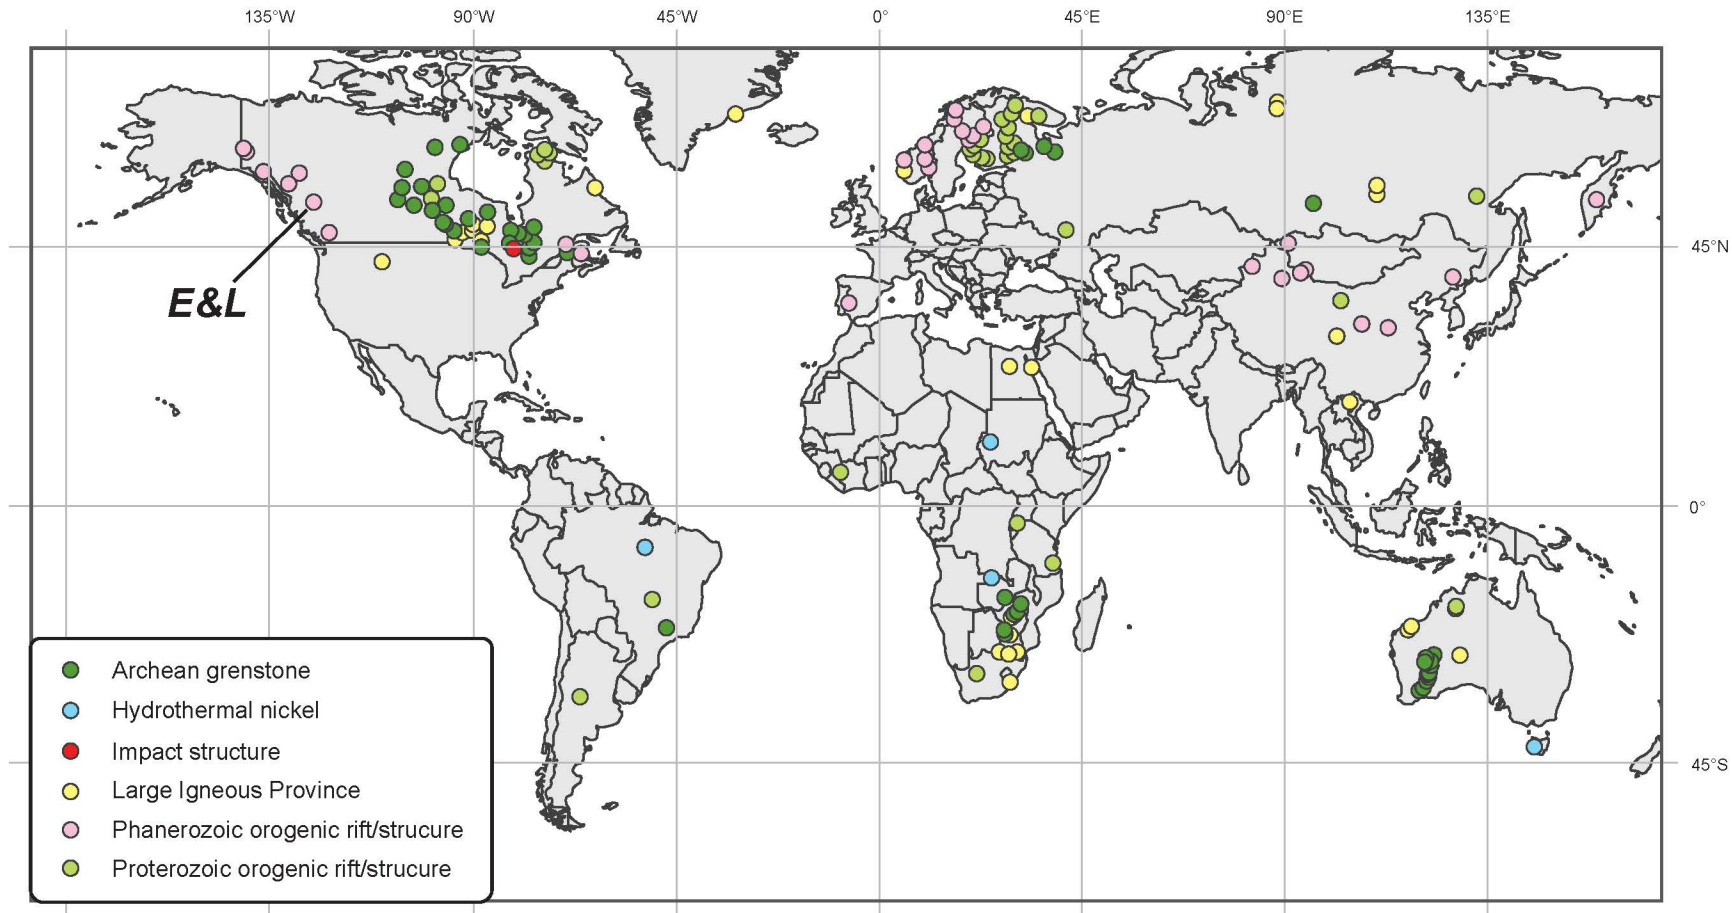 135°W 90°W 45°W 0° 45°E 90°E 135°E
45°N
E&L
0°
Archean grenstone
Hydrothermal nickel
Impact structure
45°S
Large Igneous Province
Phanerozoic orogenic rift/strucure
Proterozoic orogenic rift/strucure